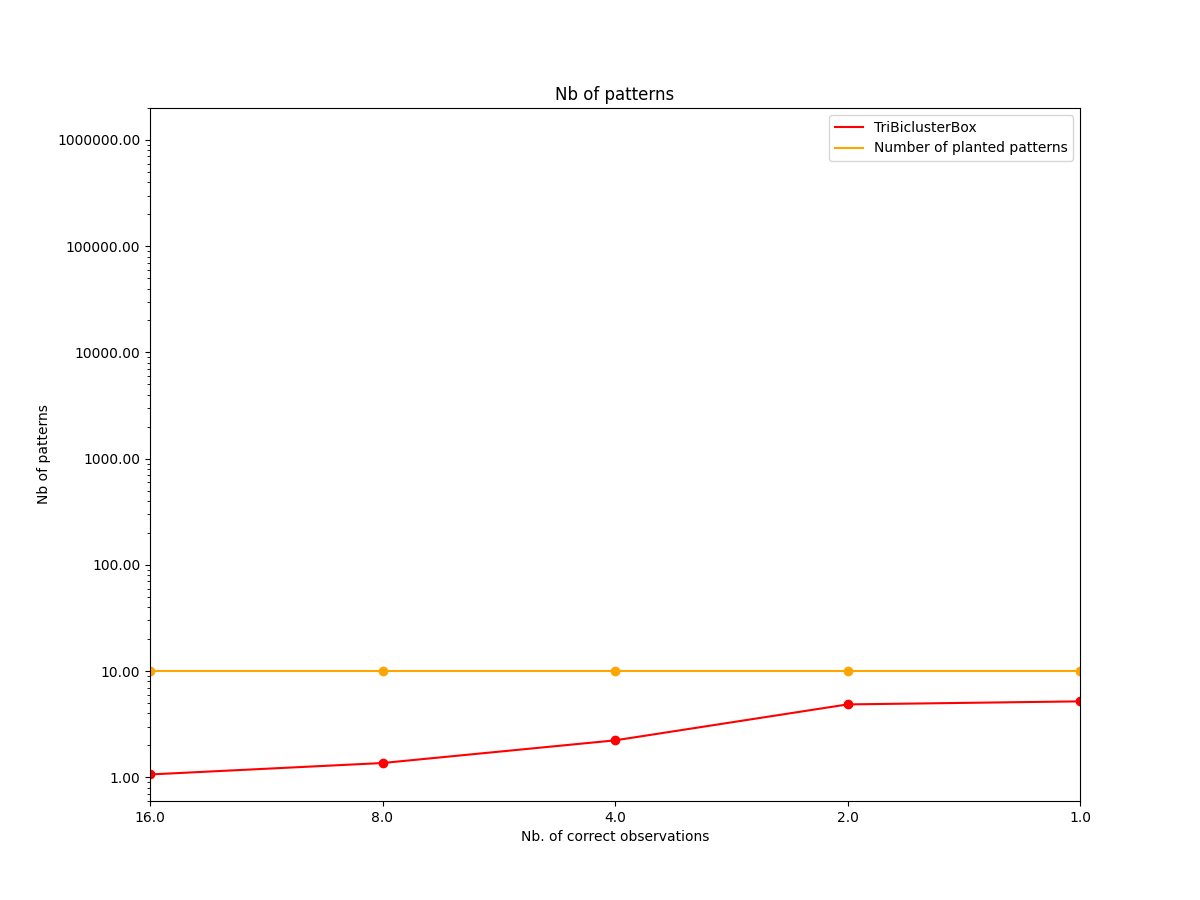 Nb of patterns
TriBiclusterBox
Number of planted patterns
1000000.00
100000.00
10000.00
1000.00
100.00
10.00
1.00
Nb of patterns
16.0 8.0 4.0 2.0 1.0
Nb. of correct observations